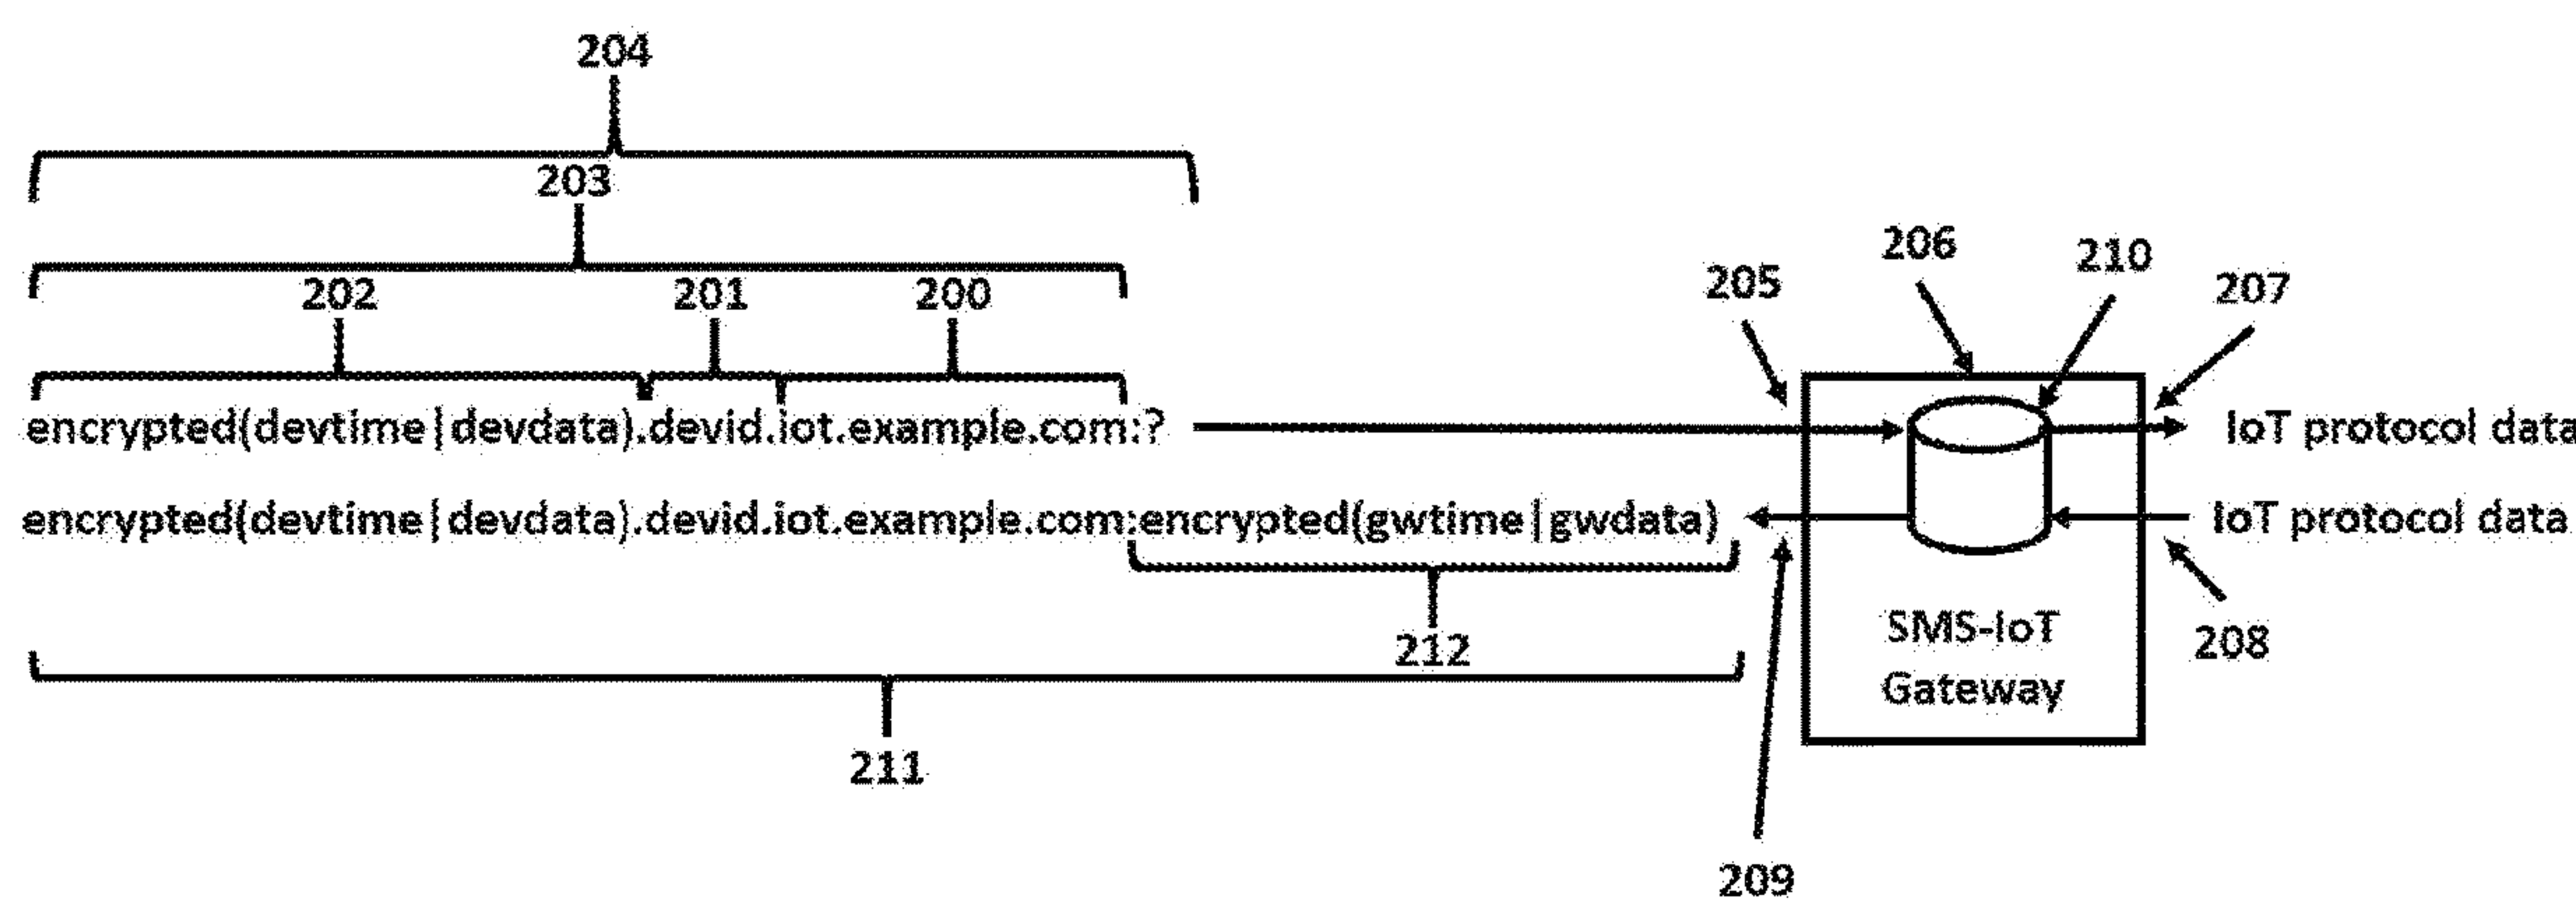 204
203
202 201 200
205 206 210 207
encrypted(devtime|devdata).devid.iot.example.com:? IoT protocol data
encrypted(devtime|devdata).devid.iot.example.com:encrypted(gwtime|gwdata) IoT protocol data
SMS-IoT
Gateway
212 208
211
209